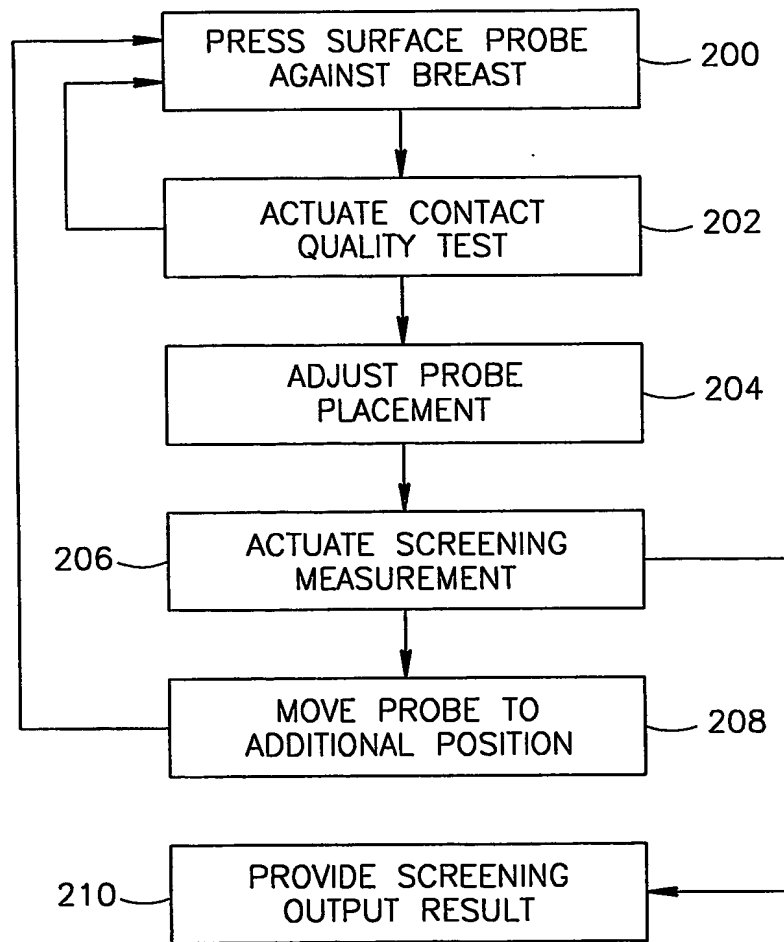 PRESS SURFACE PROBE
AGAINST BREAST
200
ACTUATE CONTACT
QUALITY TEST
202
ADJUST PROBE
PLACEMENT
204
206
ACTUATE SCREENING
MEASUREMENT
MOVE PROBE TO
ADDITIONAL POSITION
208
210
PROVIDE SCREENING
OUTPUT RESULT